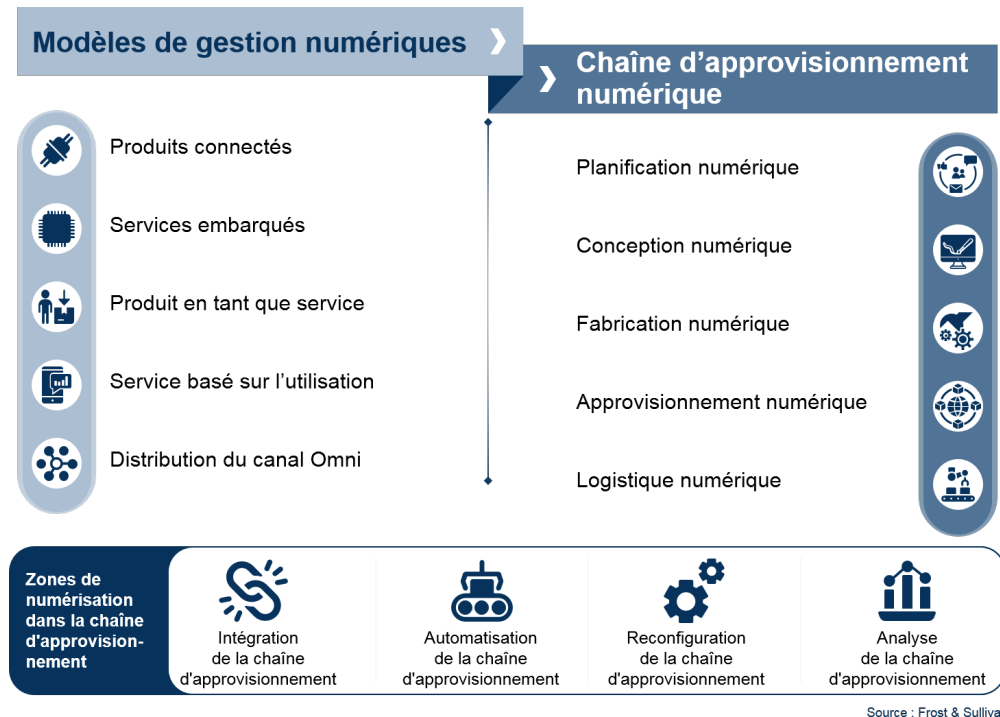 Modèles de gestion numériques
Chaîne d'approvisionnement
numérique
Produits connectés
Services embarqués
Produit en tant que service
Service basé sur l'utilisation
Distribution du canal Omni
Planification numérique
Conception numérique
Fabrication numérique
Approvisionnement numérique
Logistique numérique
Zones de
numérisation
dans la chaîne
d'approvision-
nement
Intégration
de la chaîne
d'approvisionnement
Automatisation
de la chaîne
d'approvisionnement
Reconfiguration
de la chaîne
d'approvisionnement
Analyse
de la chaîne
d'approvisionnement
Source : Frost & Sulliva